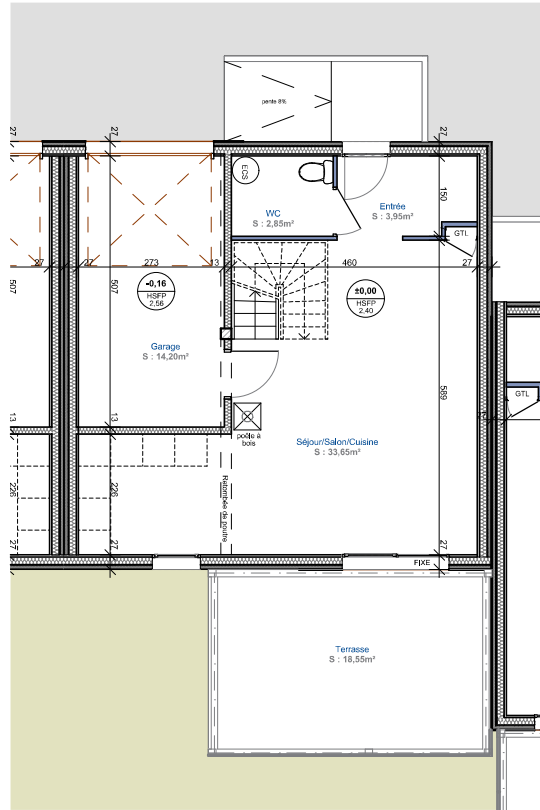 pente 8%
27
27
27
ECS
WC
S : 2,85m²
Entrée
S : 3,95m²
150
GTL
27
27
273
13
460
27
507
507
-0,16
HSFP
2,56
±0,00
HSFP
2,40
Garage
S : 14,20m²
589
GTL
13
13
27
poêle à
bois
Séjour/Salon/Cuisine
S : 33,65m²
226
226
Retombée de poutre
27
27
27
FIXE
Terrasse
S : 18,55m²